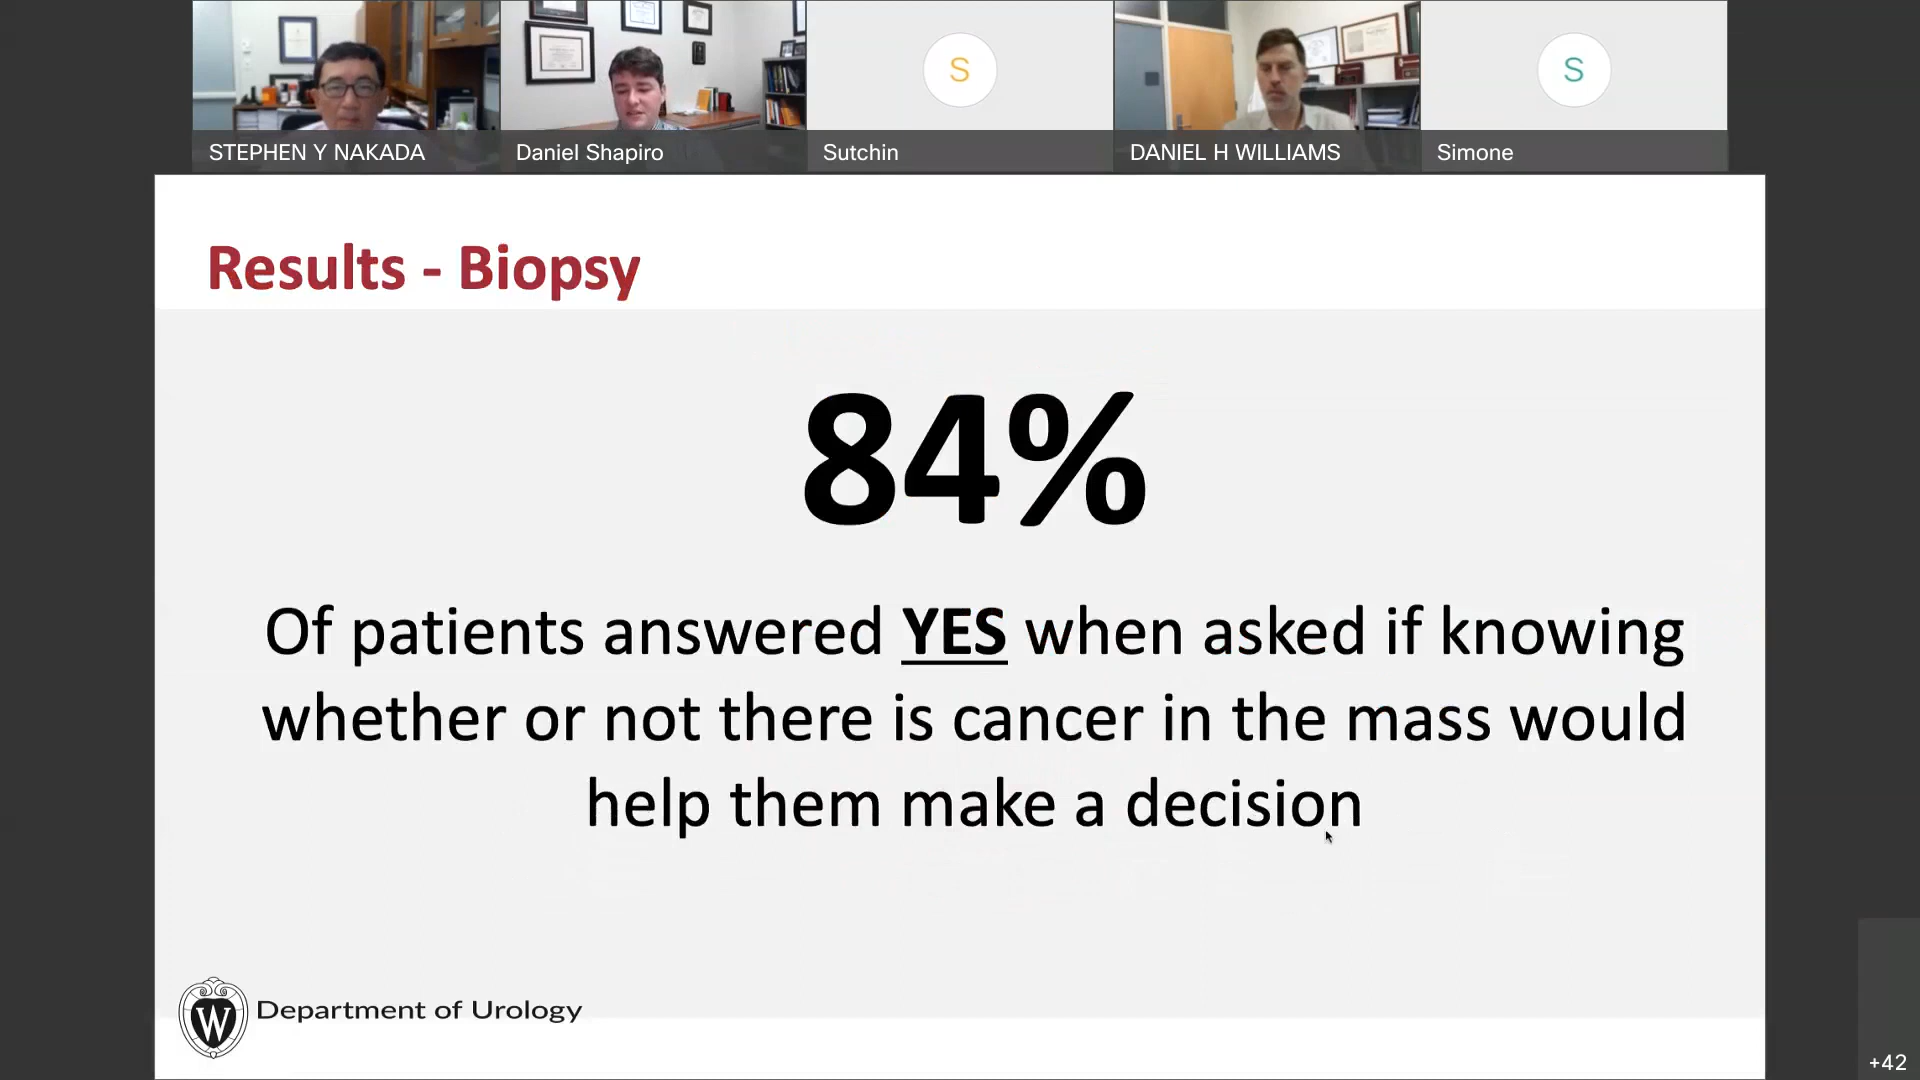 S
S
STEPHEN Y NAKADA
Daniel Shapiro
Sutchin
DANIEL H WILLIAMS
Simone
Results - Biopsy
84%
Of patients answered YES when asked if knowing
whether or not there is cancer in the mass would
help them make a decision
W
Department of Urology
+42